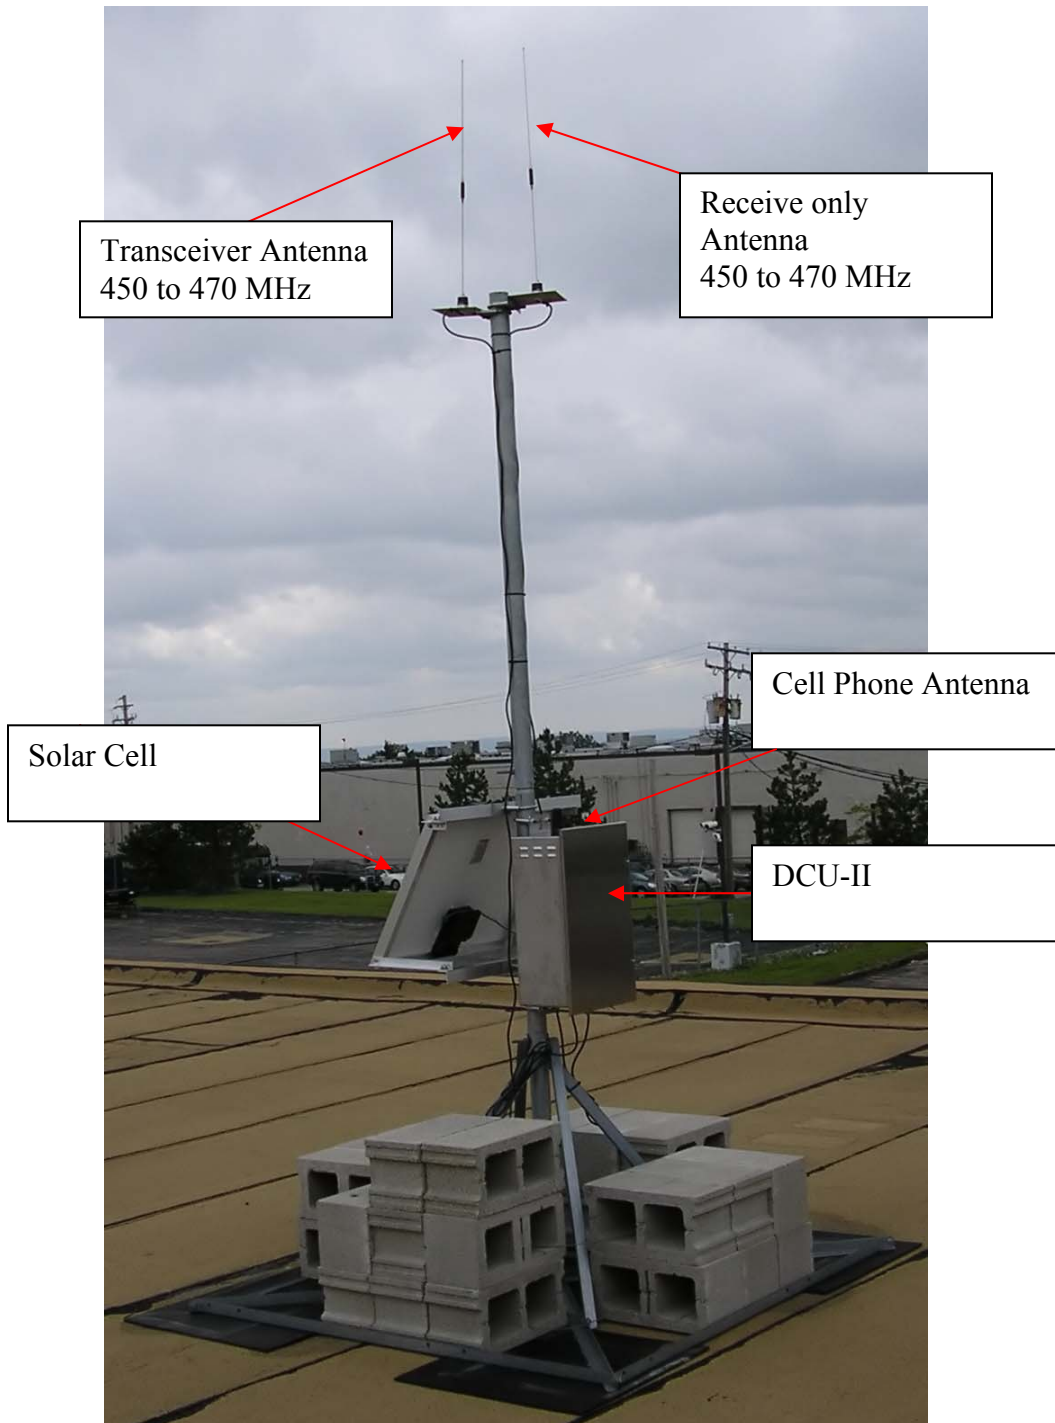 Transceiver Antenna
450 to 470 MHz
Receive only
Antenna
450 to 470 MHz
Cell Phone Antenna
Solar Cell
DCU-II